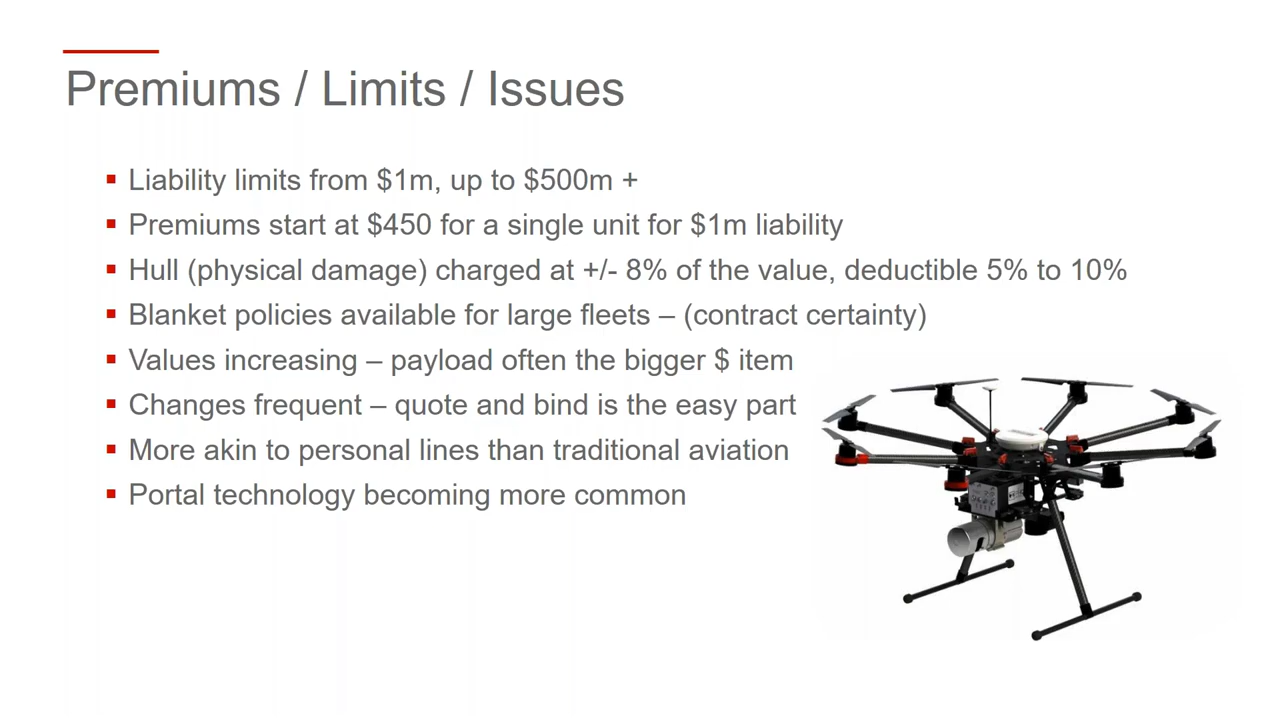 Premiums / Limits / Issues
▪ Liability limits from $1m, up to $500m +
▪ Premiums start at $450 for a single unit for $1m liability
▪ Hull (physical damage) charged at +/- 8% of the value, deductible 5% to 10%
▪ Blanket policies available for large fleets – (contract certainty)
▪ Values increasing – payload often the bigger $ item
▪ Changes frequent – quote and bind is the easy part
▪ More akin to personal lines than traditional aviation
▪ Portal technology becoming more common